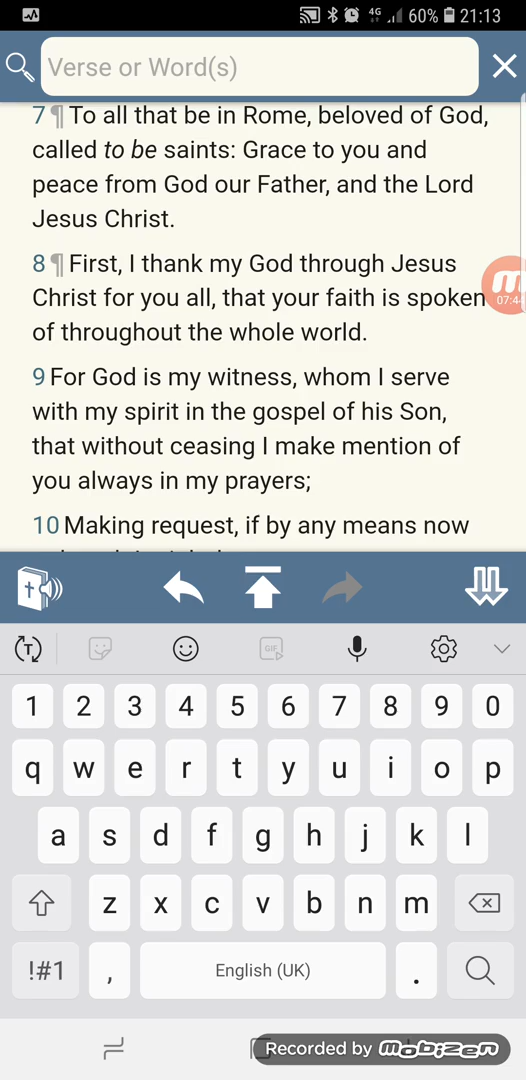 4G 60% 21:13
Verse or Word(s)
7 ¶ To all that be in Rome, beloved of God,
called to be saints: Grace to you and
peace from God our Father, and the Lord
Jesus Christ.
8 ¶ First, I thank my God through Jesus
Christ for you all, that your faith is spoken
of throughout the whole world.
9 For God is my witness, whom I serve
with my spirit in the gospel of his Son,
that without ceasing I make mention of
you always in my prayers;
10 Making request, if by any means now
T GIF
1 2 3 4 5 6 7 8 9 0
q w e r t y u i o p
a s d f g h j k l
z x c v b n m
!#1 , English (UK) .
Recorded by mobizen